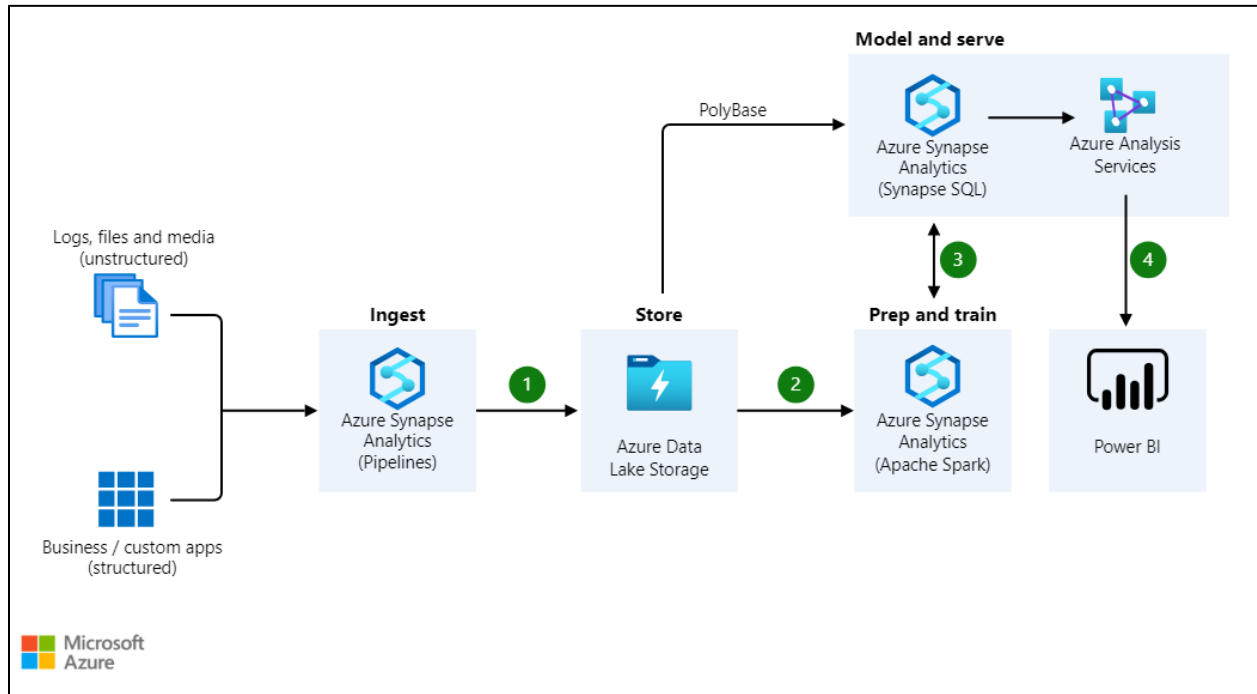 Model and serve
PolyBase
Azure Synapse
Analytics
(Synapse SQL)
Azure Analysis
Services
Logs, files and media
(unstructured)
3
4
Ingest
Store
Prep and train
1
2
Azure Synapse
Analytics
(Pipelines)
Azure Data
Lake Storage
Azure Synapse
Analytics
(Apache Spark)
Power BI
Business / custom apps
(structured)
Microsoft
Azure